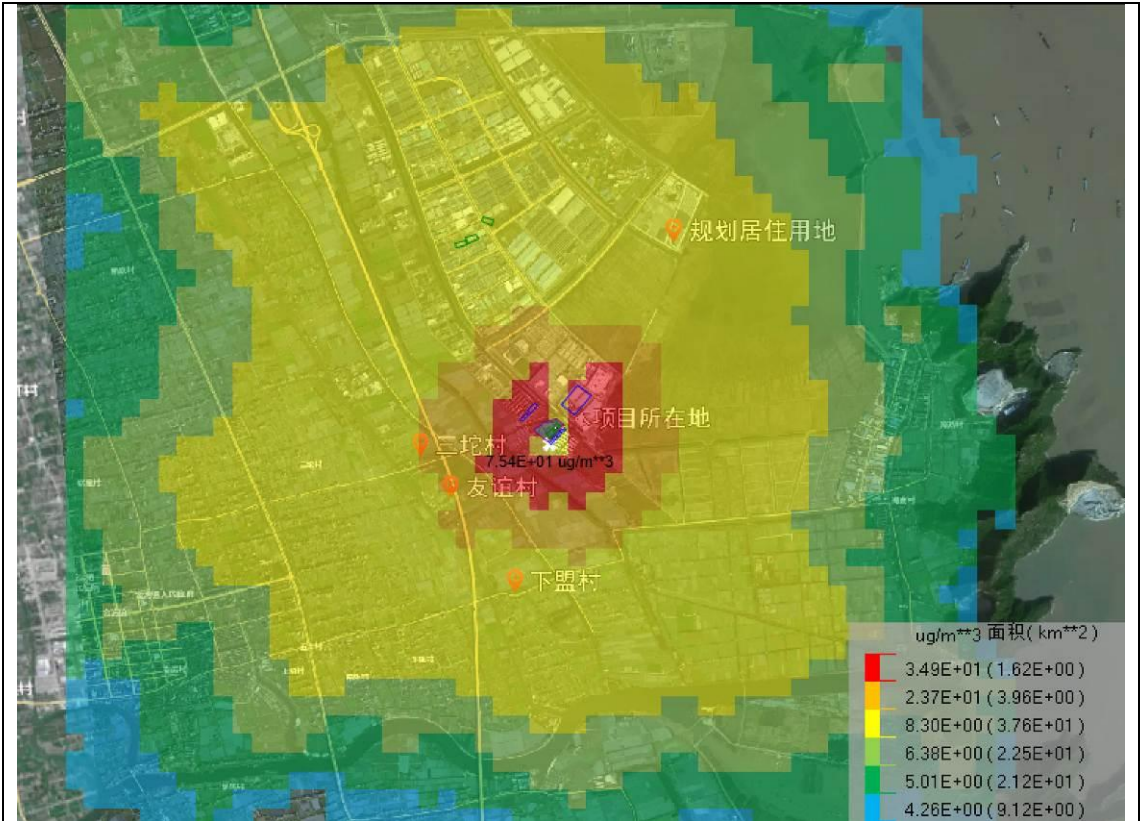 规划居住用地
本项目所在地
二坨村
7.54E+01 ug/m**3
友谊村
下盟村
ug/m**3 面积(km**2)
3.49E+01(1.62E+00)
2.37E+01(3.96E+00)
8.30E+00(3.76E+01)
6.38E+00(2.25E+01)
5.01E+00(2.12E+01)
4.26E+00(9.12E+00)